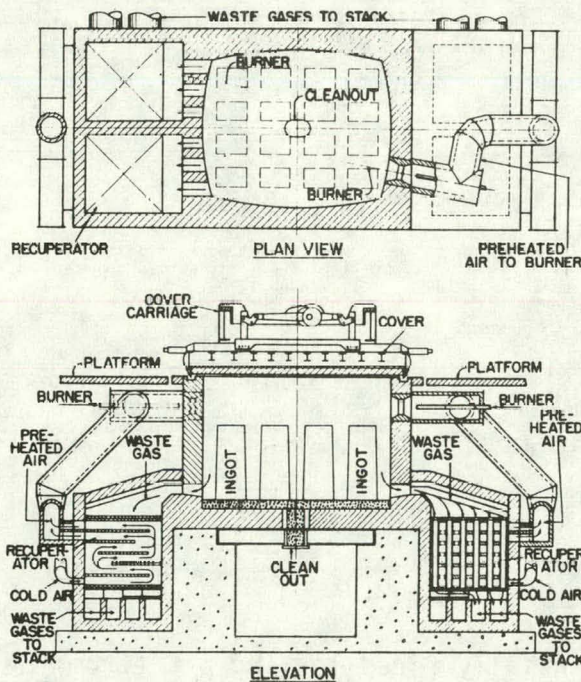 WASTE GASES TO STACK
BURNER
CLEANOUT
BURNER
RECUPERATOR
PLAN VIEW
PREHEATED
AIR TO BURNER
COVER
CARRIAGE
COVER
PLATFORM
PLATFORM
BURNER
BURNER
PRE-
HEATED
AIR
WASTE
GAS
INGOT
INGOT
WASTE
GAS
PRE-
HEATED
AIR
RECUPER-
ATOR
COLD AIR
CLEAN
OUT
RECUPER-
ATOR
COLD AIR
WASTE
GASES
TO
STACK
WASTE
GASES
TO
STACK
ELEVATION